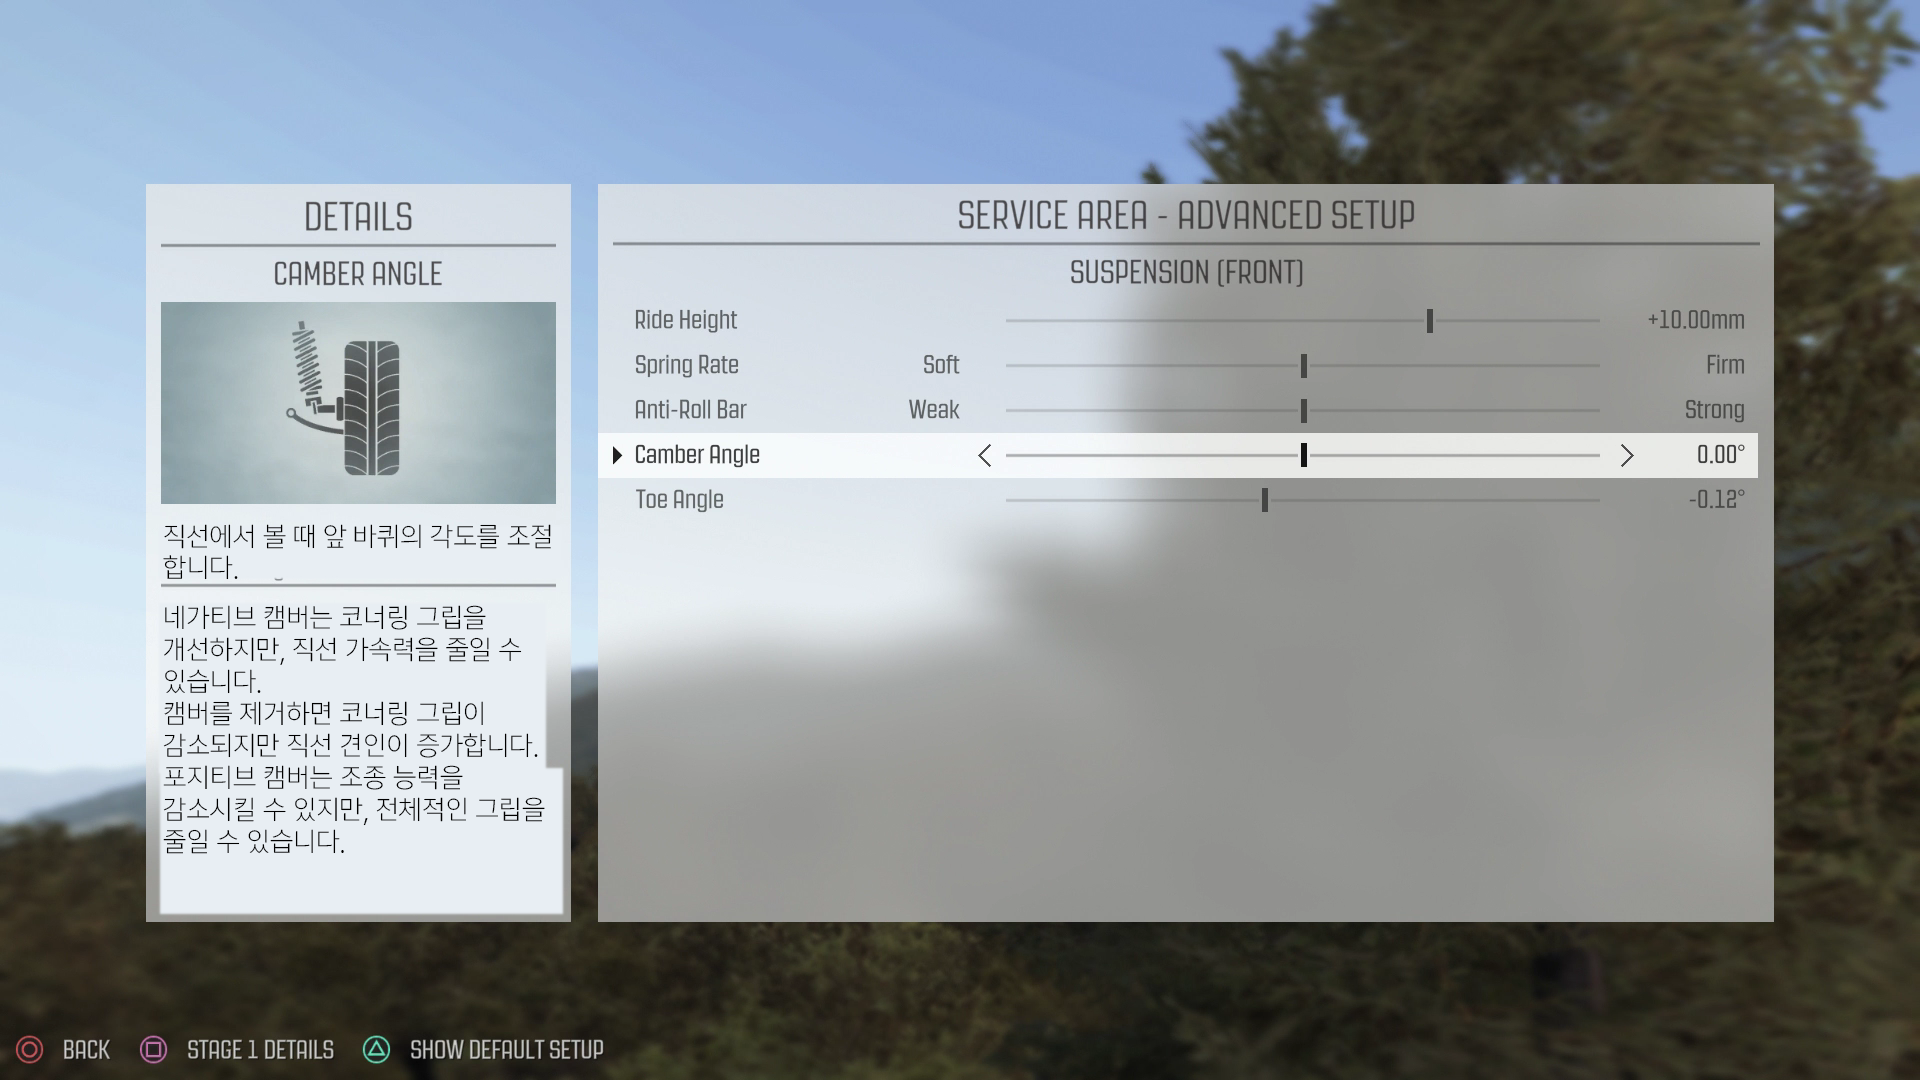 DETAILS
CAMBER ANGLE
직선에서 볼 때 앞 바퀴의 각도를 조절
합니다.
네가티브 캠버는 코너링 그립을
개선하지만, 직선 가속력을 줄일 수
있습니다.
캠버를 제거하면 코너링 그립이
감소되지만 직선 견인이 증가합니다.
포지티브 캠버는 조종 능력을
감소시킬 수 있지만, 전체적인 그립을
줄일 수 있습니다.
SERVICE AREA - ADVANCED SETUP
SUSPENSION (FRONT)
Ride Height +10.00mm
Spring Rate Soft Firm
Anti-Roll Bar Weak Strong
Camber Angle 0.00°
Toe Angle -0.12°
BACK STAGE 1 DETAILS SHOW DEFAULT SETUP